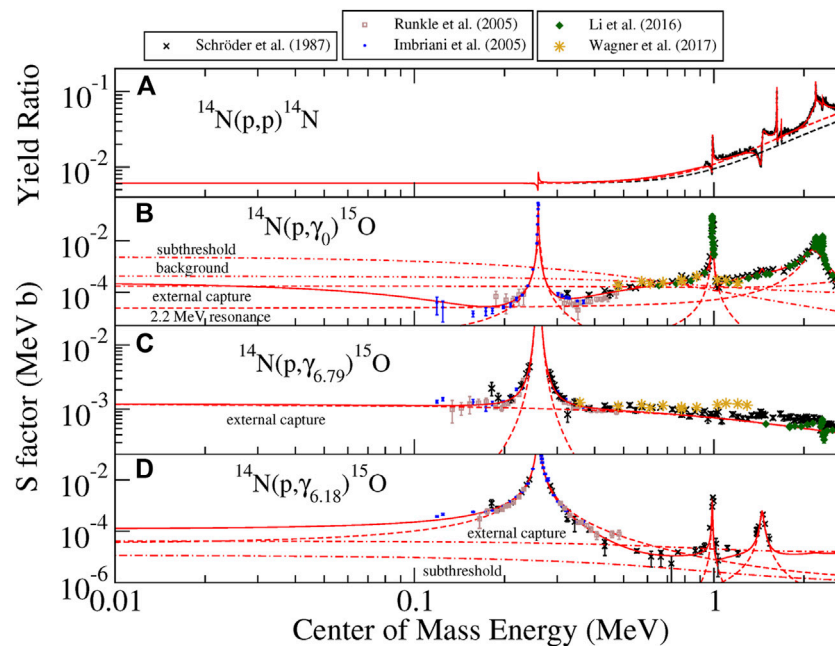 Schröder et al. (1987)
Runkle et al. (2005)
Imbriani et al. (2005)
Li et al. 2016
Wagner et al. 2017
Yield Ratio
S factor (MeV b)
A
¹⁴N(p,p)¹⁴N
10⁻¹
10⁻²
B
¹⁴N(p,γ₀)¹⁵O
10⁻²
10⁻⁴
subthreshold
background
external capture
2.2 MeV resonance
C
¹⁴N(p,γ₆.₇₉)¹⁵O
10⁻²
10⁻³
external capture
D
¹⁴N(p,γ₆.₁₈)¹⁵O
10⁻²
10⁻⁴
10⁻⁶
external capture
subthreshold
0.01
0.1
1
Center of Mass Energy (MeV)